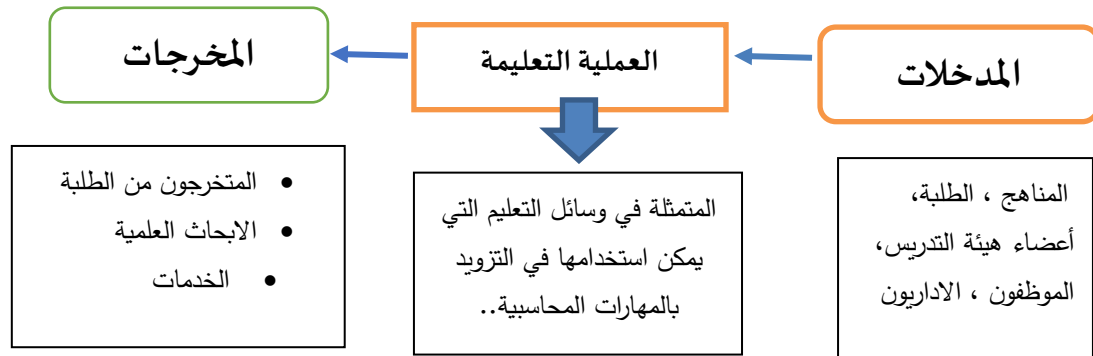 المدخلات
العملية التعليمة
المخرجات
المناهج ، الطلبة،
أعضاء هيئة التدريس،
الموظفون ، الاداريون
المتمثلة في وسائل التعليم التي
يمكن استخدامها في التزويد
بالمهارات المحاسبية..
• المتخرجون من الطلبة
• الابحاث العلمية
• الخدمات